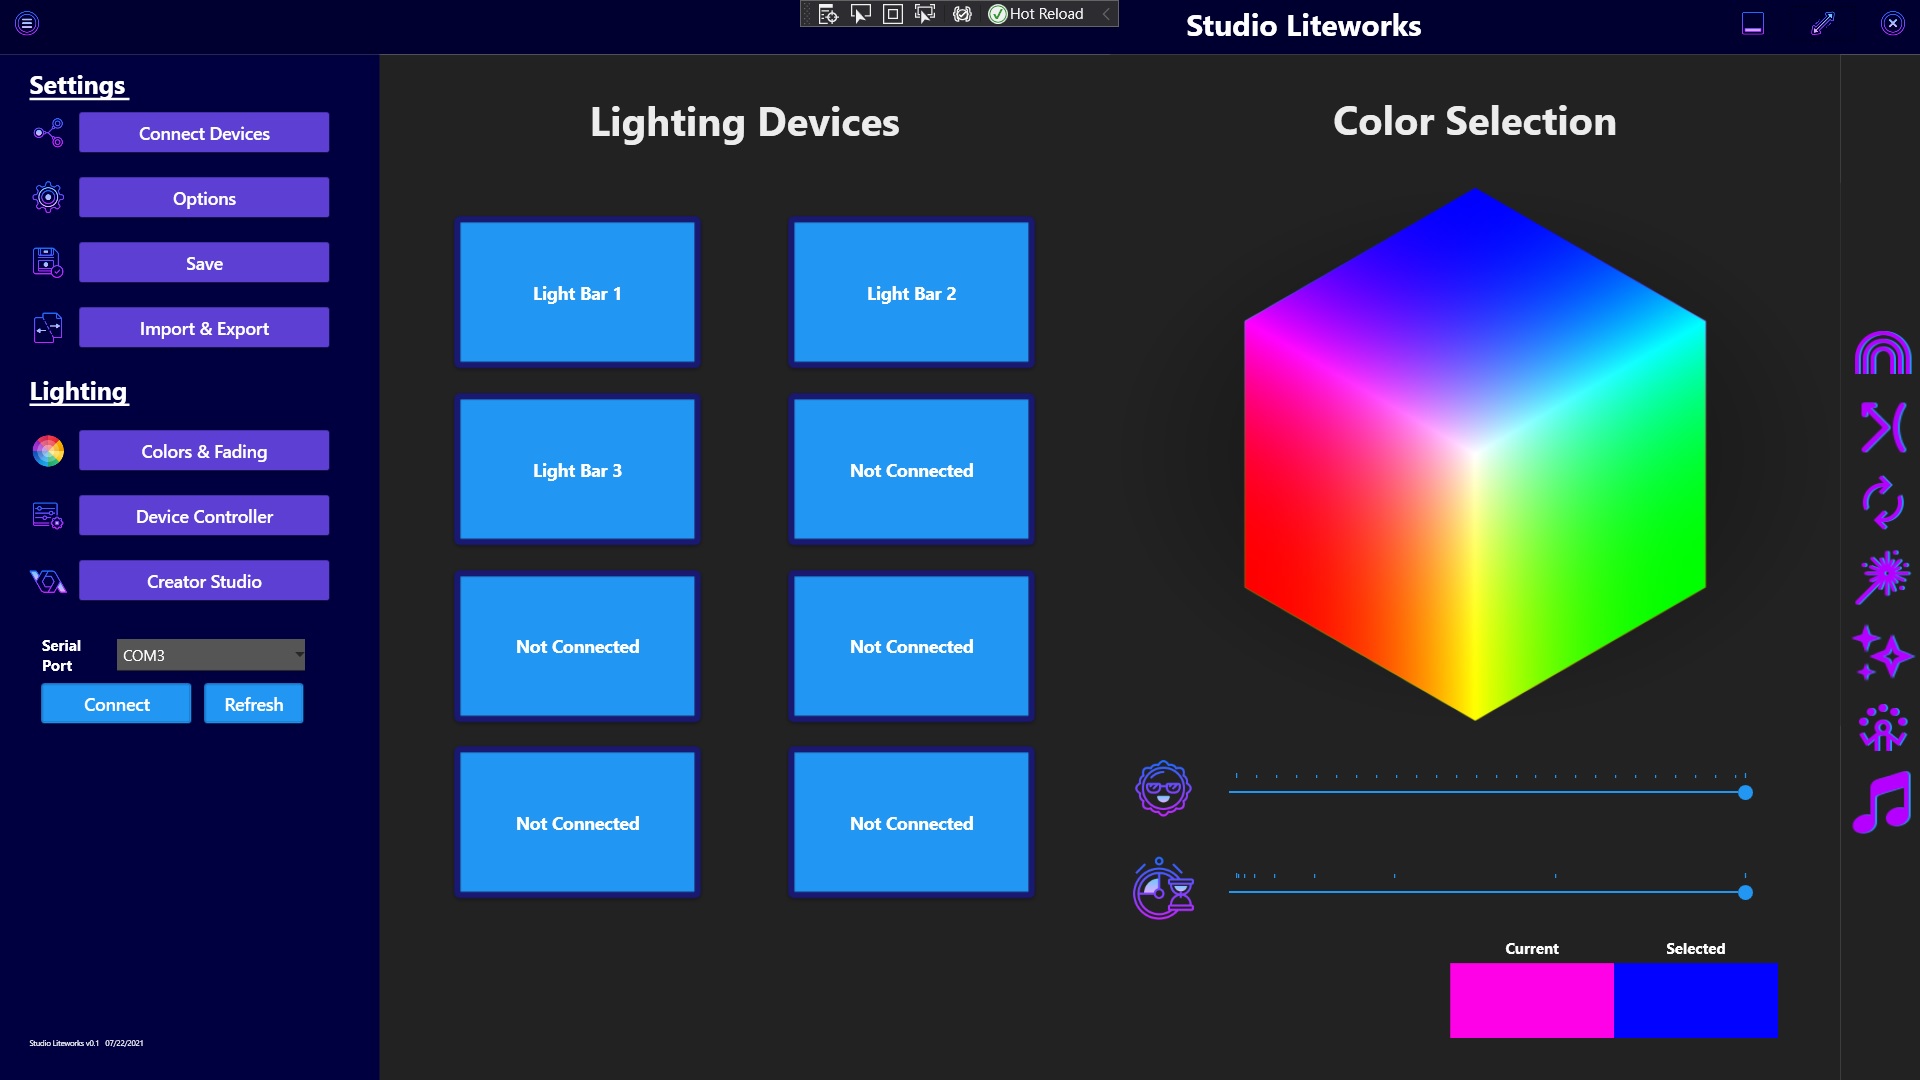 Hot Reload
Studio Liteworks
Settings
Connect Devices
Options
Save
Import & Export
Lighting
Colors & Fading
Device Controller
Creator Studio
Serial
Port
COM3
Connect
Refresh
Studio Liteworks v0.1 07/22/2021
Lighting Devices
Light Bar 1
Light Bar 2
Light Bar 3
Not Connected
Not Connected
Not Connected
Not Connected
Not Connected
Color Selection
Current
Selected